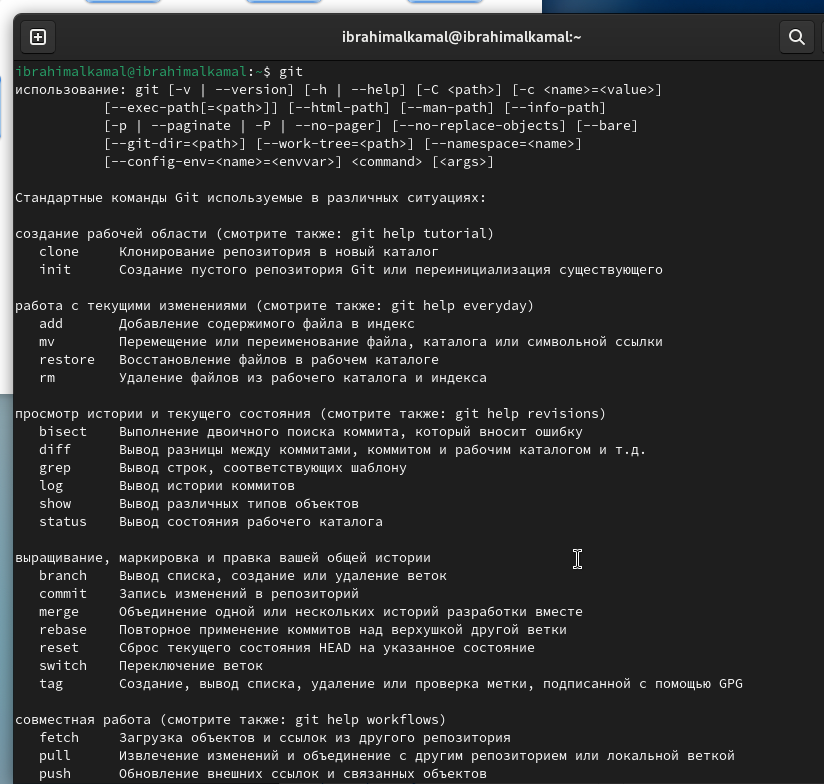 ibrahimalkamal@ibrahimalkamal:~
ibrahimalkamal@ibrahimalkamal:~$ git
использование: git [-v | --version] [-h | --help] [-C <path>] [-c <name>=<value>]
[--exec-path[=<path>]] [--html-path] [--man-path] [--info-path]
[-p | --paginate | -P | --no-pager] [--no-replace-objects] [--bare]
[--git-dir=<path>] [--work-tree=<path>] [--namespace=<name>]
[--config-env=<name>=<envvar>] <command> [<args>]
Стандартные команды Git используемые в различных ситуациях:
создание рабочей области (смотрите также: git help tutorial)
clone Клонирование репозитория в новый каталог
init Создание пустого репозитория Git или переинициализация существующего
работа с текущими изменениями (смотрите также: git help everyday)
add Добавление содержимого файла в индекс
mv Перемещение или переименование файла, каталога или символьной ссылки
restore Восстановление файлов в рабочем каталоге
rm Удаление файлов из рабочего каталога и индекса
просмотр истории и текущего состояния (смотрите также: git help revisions)
bisect Выполнение двоичного поиска коммита, который вносит ошибку
diff Вывод разницы между коммитами, коммитом и рабочим каталогом и т.д.
grep Вывод строк, соответствующих шаблону
log Вывод истории коммитов
show Вывод различных типов объектов
status Вывод состояния рабочего каталога
выращивание, маркировка и правка вашей общей истории
branch Вывод списка, создание или удаление веток
commit Запись изменений в репозиторий
merge Объединение одной или нескольких историй разработки вместе
rebase Повторное применение коммитов над верхушкой другой ветки
reset Сброс текущего состояния HEAD на указанное состояние
switch Переключение веток
tag Создание, вывод списка, удаление или проверка метки, подписанной с помощью GPG
совместная работа (смотрите также: git help workflows)
fetch Загрузка объектов и ссылок из другого репозитория
pull Извлечение изменений и объединение с другим репозиторием или локальной веткой
push Обновление внешних ссылок и связанных объектов